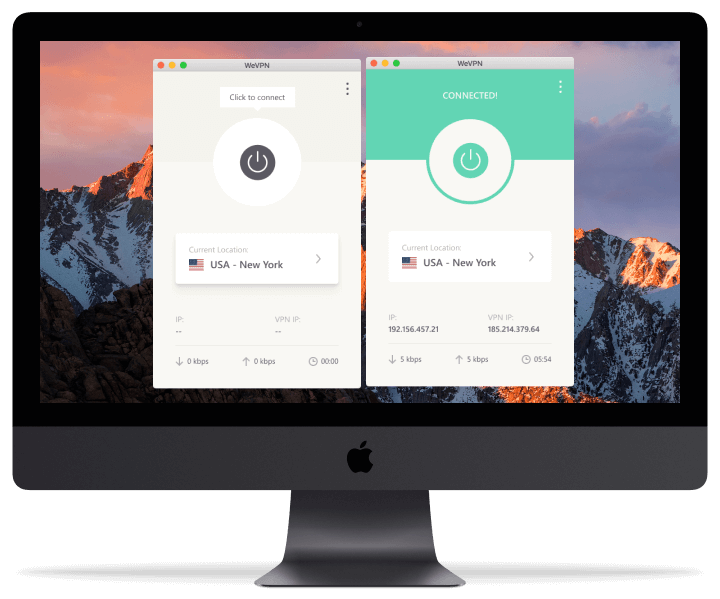 WeVPN
Click to connect
Current Location:
USA - New York
IP:
VPN IP:
--
--
0 kbps
0 kbps
00:00
WeVPN
CONNECTED!
Current Location:
USA - New York
IP:
VPN IP:
192.156.457.21
185.214.379.64
5 kbps
5 kbps
05:54